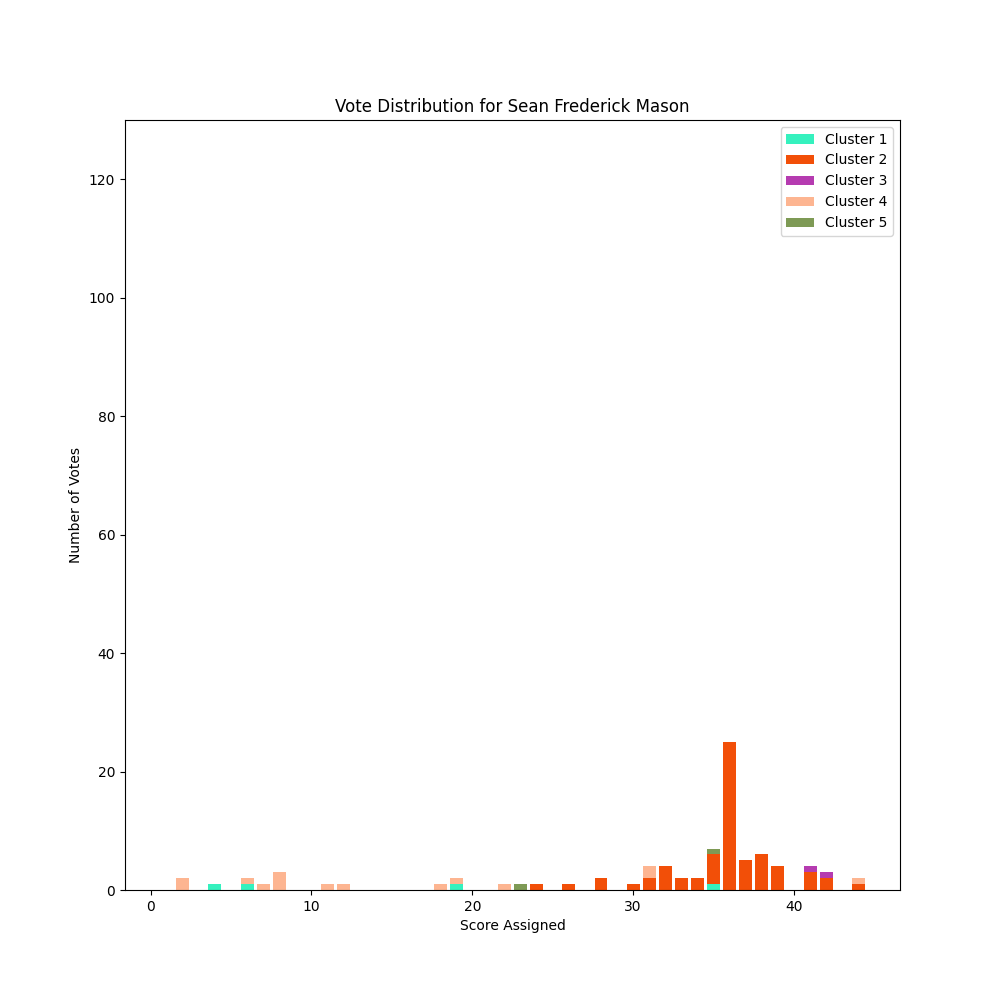 Vote Distribution for Sean Frederick Mason
Cluster 1
Cluster 2
Cluster 3
Cluster 4
Cluster 5
120
100
80
60
40
20
0
Number of Votes
0 10 20 30 40
Score Assigned